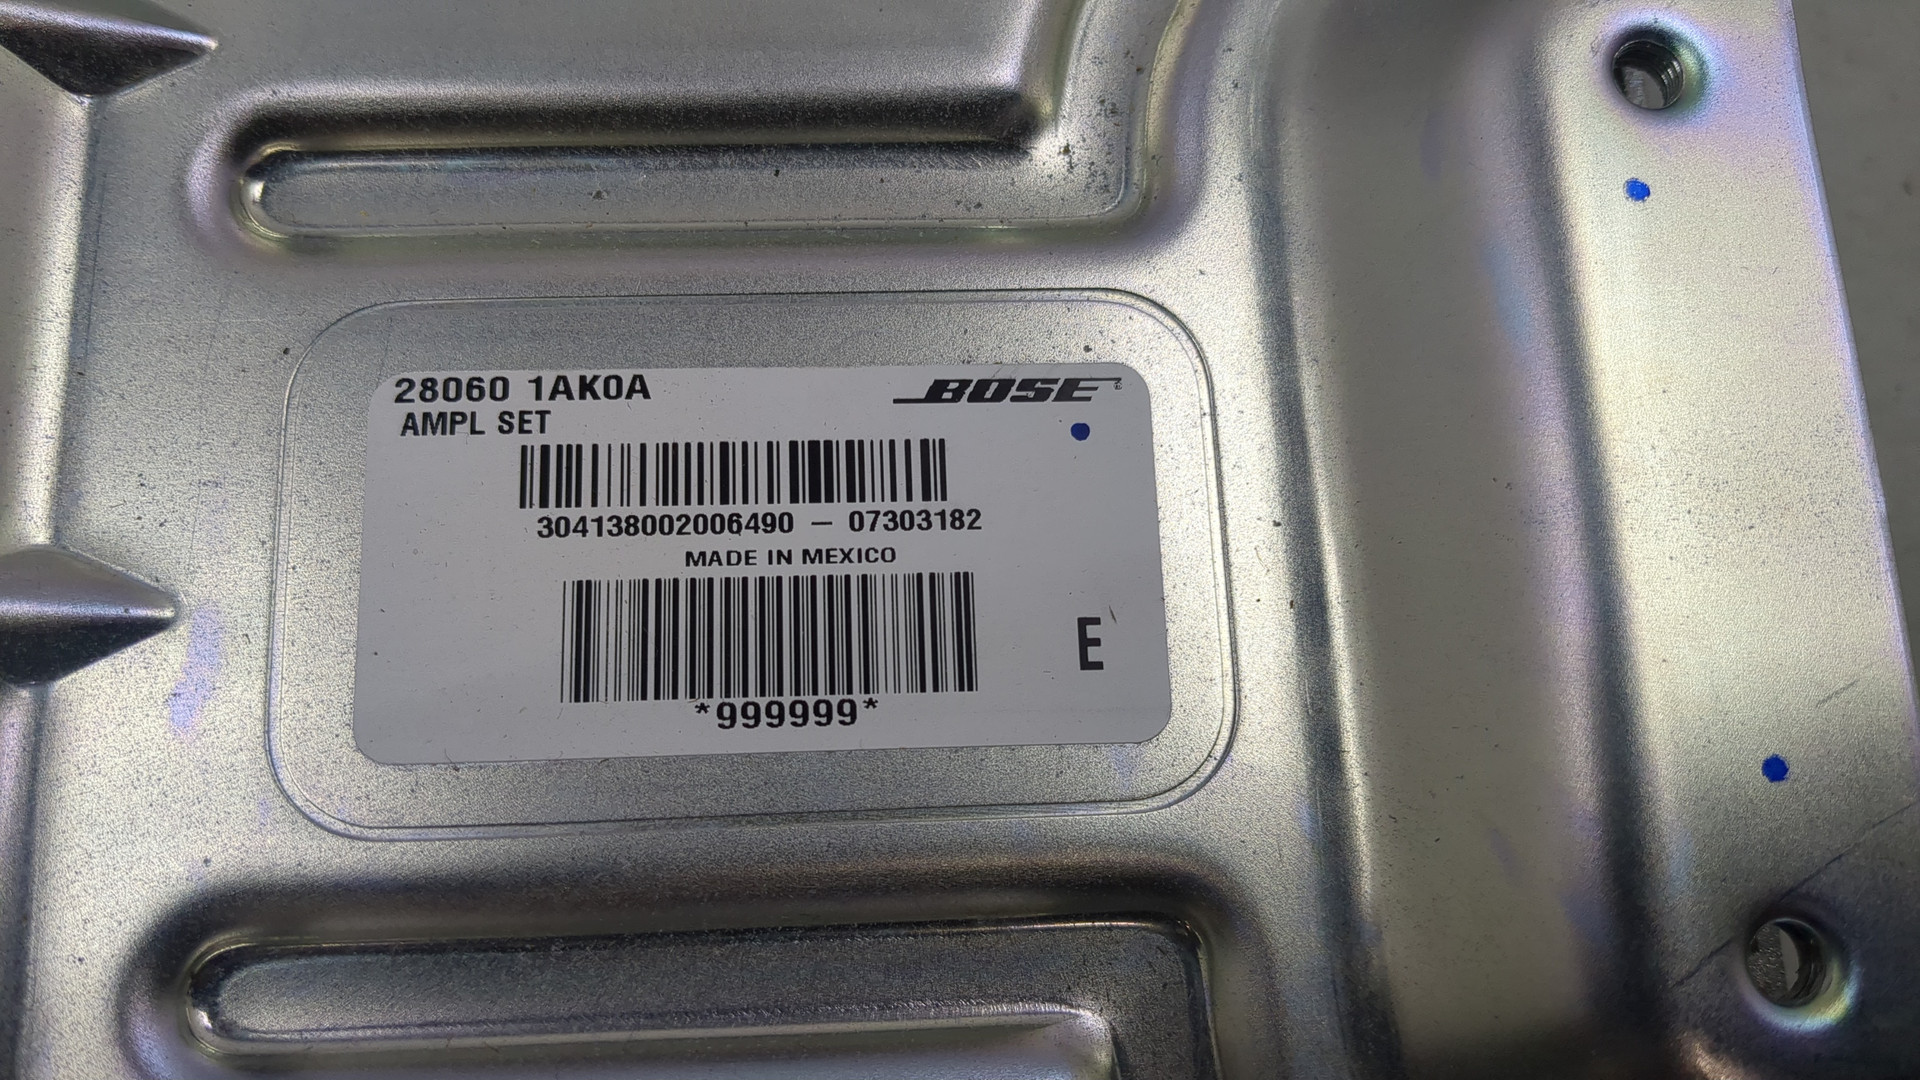 28060 1AK0A
BOSE
AMPL SET
304138002006490 – 07303182
MADE IN MEXICO
E
*999999*